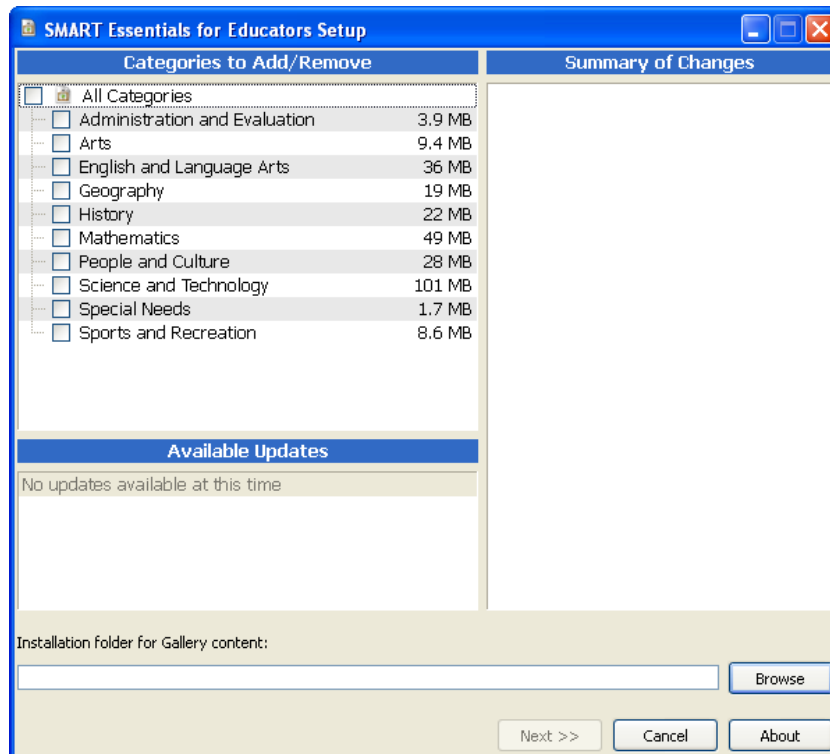 SMART Essentials for Educators Setup
Categories to Add/Remove
All Categories
Administration and Evaluation 3.9 MB
Arts 9.4 MB
English and Language Arts 36 MB
Geography 19 MB
History 22 MB
Mathematics 49 MB
People and Culture 28 MB
Science and Technology 101 MB
Special Needs 1.7 MB
Sports and Recreation 8.6 MB
Available Updates
No updates available at this time
Summary of Changes
Installation folder for Gallery content:
Browse
Next >> Cancel About